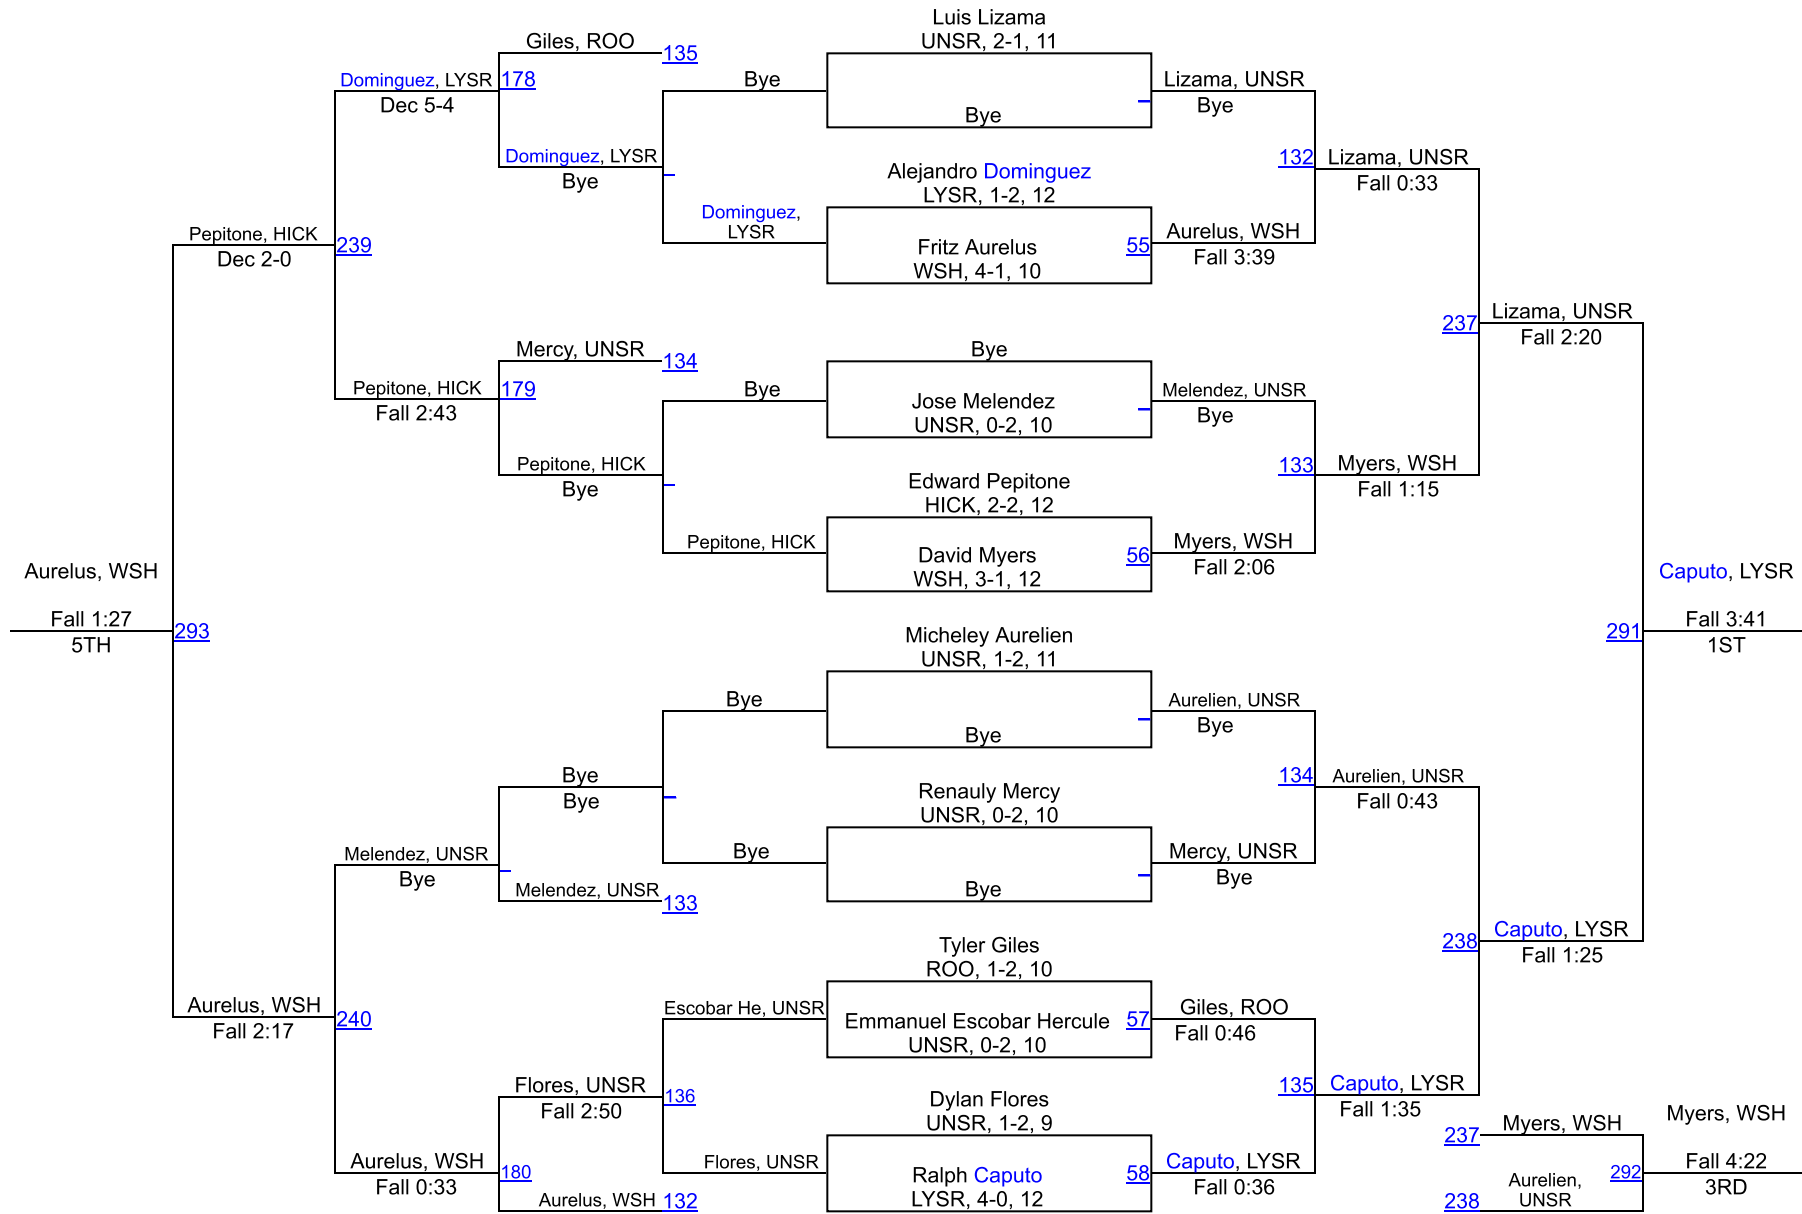 Luis Lizama
UNSR, 2-1, 11
Giles, ROO
135
Dominguez, LYSR
178
Dec 5-4
Bye
Bye
Lizama, UNSR
Bye
Dominguez, LYSR
Bye
Alejandro Dominguez
LYSR, 1-2, 12
132
Lizama, UNSR
Fall 0:33
Dominguez,
LYSR
Fritz Aurelus
WSH, 4-1, 10
55
Aurelus, WSH
Fall 3:39
Pepitone, HICK
Dec 2-0
239
237
Lizama, UNSR
Fall 2:20
Mercy, UNSR
134
Pepitone, HICK
179
Fall 2:43
Bye
Bye
Jose Melendez
UNSR, 0-2, 10
Melendez, UNSR
Bye
Pepitone, HICK
Bye
Edward Pepitone
HICK, 2-2, 12
133
Myers, WSH
Fall 1:15
Pepitone, HICK
David Myers
WSH, 3-1, 12
56
Myers, WSH
Fall 2:06
Aurelus, WSH
Fall 1:27
5TH
293
Caputo, LYSR
291
Fall 3:41
1ST
Micheley Aurelien
UNSR, 1-2, 11
Bye
Bye
Aurelien, UNSR
Bye
Bye
Bye
Renauly Mercy
UNSR, 0-2, 10
134
Aurelien, UNSR
Fall 0:43
Melendez, UNSR
Bye
Bye
Bye
Mercy, UNSR
Bye
Melendez, UNSR
133
Tyler Giles
ROO, 1-2, 10
238
Caputo, LYSR
Fall 1:25
Aurelus, WSH
Fall 2:17
240
Escobar He, UNSR
Emmanuel Escobar Hercule
UNSR, 0-2, 10
57
Giles, ROO
Fall 0:46
Flores, UNSR
Fall 2:50
136
Dylan Flores
UNSR, 1-2, 9
135
Caputo, LYSR
Fall 1:35
Flores, UNSR
Ralph Caputo
LYSR, 4-0, 12
58
Caputo, LYSR
Fall 0:36
Aurelus, WSH
Fall 0:33
180
Aurelus, WSH
132
237
Myers, WSH
Myers, WSH
292
Fall 4:22
3RD
238
Aurelien,
UNSR